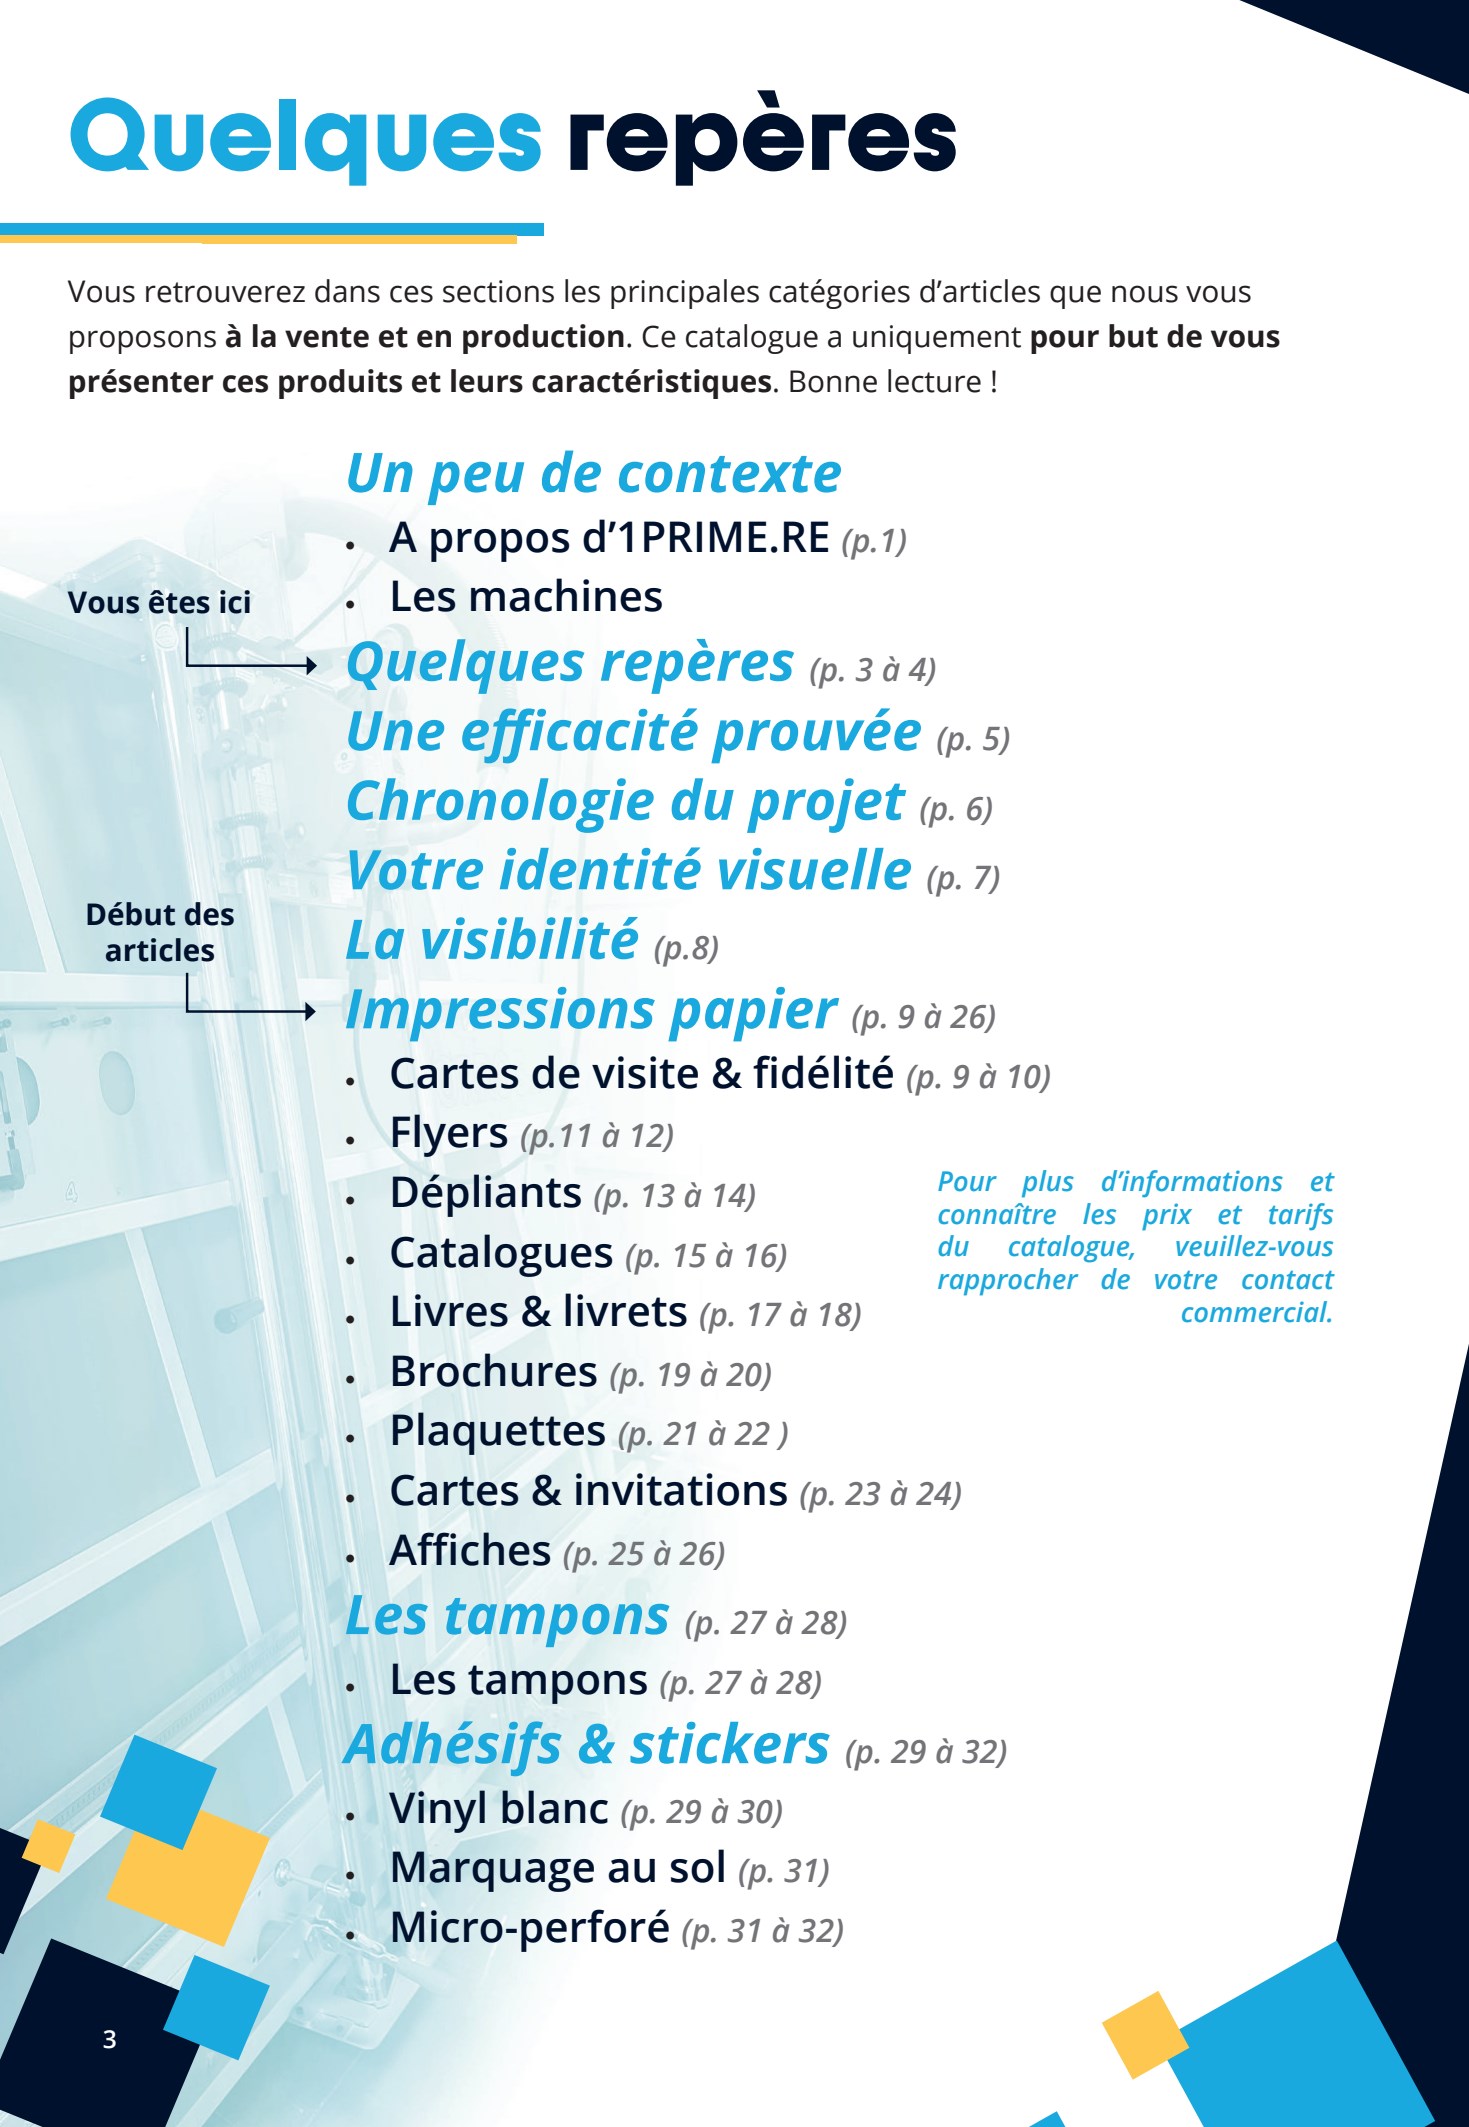 Quelques repères
Vous retrouverez dans ces sections les principales catégories d’articles que nous vous
proposons à la vente et en production. Ce catalogue a uniquement pour but de vous
présenter ces produits et leurs caractéristiques. Bonne lecture !
Un peu de contexte
• A propos d’1PRIME.RE (p.1)
• Les machines
Vous êtes ici
Quelques repères (p. 3 à 4)
Une efficacité prouvée (p. 5)
Chronologie du projet (p. 6)
Votre identité visuelle (p. 7)
La visibilité (p.8)
Début des
articles
Impressions papier (p. 9 à 26)
• Cartes de visite & fidélité (p. 9 à 10)
• Flyers (p.11 à 12)
• Dépliants (p. 13 à 14)
• Catalogues (p. 15 à 16)
• Livres & livrets (p. 17 à 18)
• Brochures (p. 19 à 20)
• Plaquettes (p. 21 à 22 )
• Cartes & invitations (p. 23 à 24)
• Affiches (p. 25 à 26)
Pour plus d’informations et
connaître les prix et tarifs
du catalogue, veuillez-vous
rapprocher de votre contact
commercial.
Les tampons (p. 27 à 28)
• Les tampons (p. 27 à 28)
Adhésifs & stickers (p. 29 à 32)
• Vinyl blanc (p. 29 à 30)
• Marquage au sol (p. 31)
• Micro-perforé (p. 31 à 32)
3